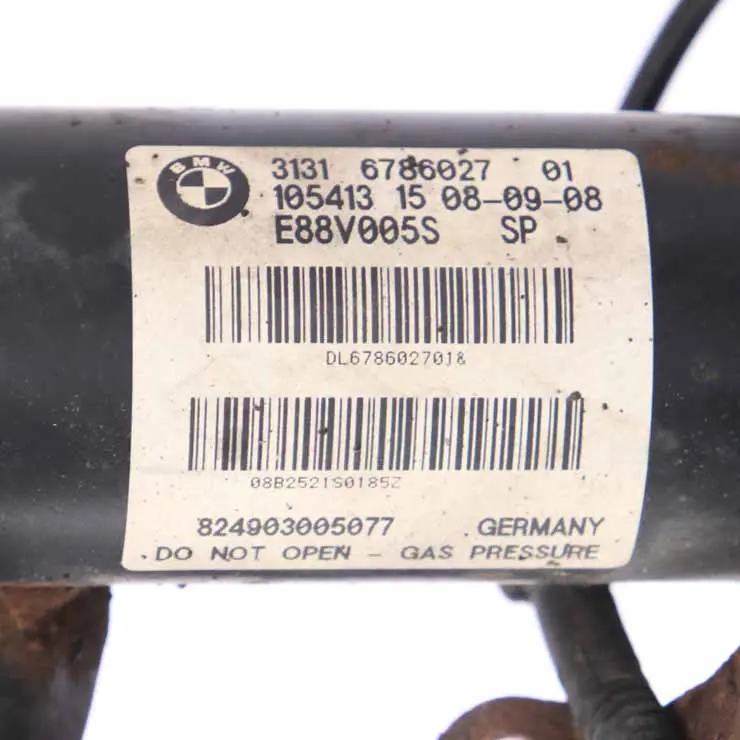 BMW
3131 6786027 01
105413 15 08-09-08
E88V005S SP
DL678602701&
08B2521S0185Z
824903005077 GERMANY
DO NOT OPEN - GAS PRESSURE